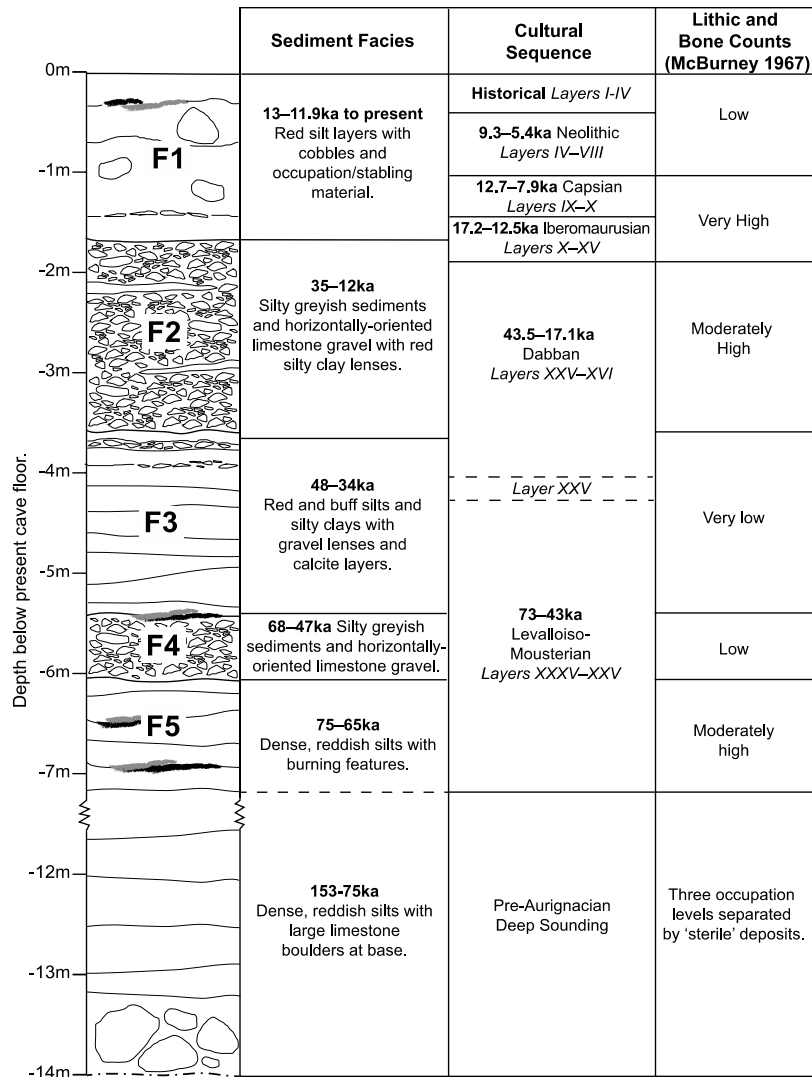 Sediment Facies
Cultural
Sequence
Lithic and
Bone Counts
(McBurney 1967)
Depth below present cave floor.
0m
-1m
-2m
-3m
-4m
-5m
-6m
-7m
-12m
-13m
-14m
F1
F2
F3
F4
F5
13–11.9ka to present
Red silt layers with
cobbles and
occupation/stabling
material.
35–12ka
Silty greyish sediments
and horizontally-oriented
limestone gravel with red
silty clay lenses.
48–34ka
Red and buff silts and
silty clays with
gravel lenses and
calcite layers.
68–47ka Silty greyish
sediments and horizontally-
oriented limestone gravel.
75–65ka
Dense, reddish silts with
burning features.
153-75ka
Dense, reddish silts with
large limestone
boulders at base.
Historical Layers I-IV
9.3–5.4ka Neolithic
Layers IV–VIII
12.7–7.9ka Capsian
Layers IX–X
17.2–12.5ka Iberomaurusian
Layers X–XV
43.5–17.1ka
Dabban
Layers XXV–XVI
Layer XXV
73–43ka
Levalloiso-
Mousterian
Layers XXXV–XXV
Pre-Aurignacian
Deep Sounding
Low
Very High
Moderately
High
Very low
Low
Moderately
high
Three occupation
levels separated
by ‘sterile’ deposits.